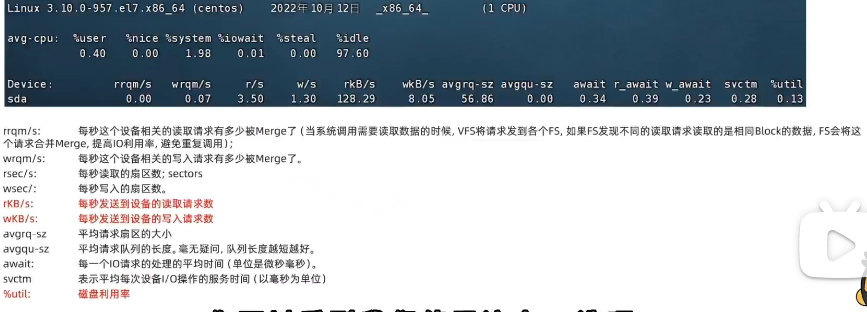 Linux 3.10.0-957.el7.x86_64 (centos) 2022年10月12日 _x86_64_ (1 CPU)
avg-cpu: %user %nice %system %iowait %steal %idle
0.40 0.00 1.98 0.01 0.00 97.60
Device: rrqm/s wrqm/s r/s w/s rkB/s wkB/s avgrq-sz avgqu-sz await r_await w_await svctm %util
sda 0.00 0.07 3.50 1.30 128.29 8.05 56.86 0.00 0.34 0.39 0.23 0.28 0.13
rrqm/s: 每秒这个设备相关的读取请求有多少被Merge了(当系统调用需要读取数据的时候, VFS将请求发到各个FS, 如果FS发现不同的读取请求读取的是相同Block的数据, FS会将这
个请求合并Merge, 提高IO利用率, 避免重复调用);
wrqm/s: 每秒这个设备相关的写入请求有多少被Merge了。
rsec/s: 每秒读取的扇区数; sectors
wsec/: 每秒写入的扇区数。
rKB/s: 每秒发送到设备的读取请求数
wKB/s: 每秒发送到设备的写入请求数
avgrq-sz 平均请求扇区的大小
avgqu-sz 平均请求队列的长度。毫无疑问, 队列长度越短越好。
await: 每一个IO请求的处理的平均时间(单位是微秒毫秒)。
svctm 表示平均每次设备I/O操作的服务时间(以毫秒为单位)
%util: 磁盘利用率